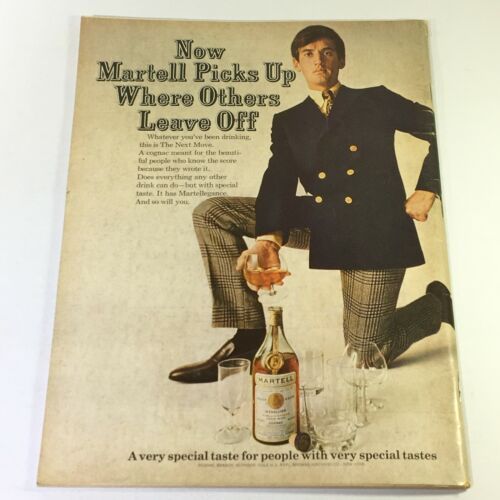 Now
Martell Picks Up
Where Others
Leave Off
Whatever you've been drinking,
this is The Next Move.
A cognac meant for the beauti-
ful people who know the score
because they wrote it.
Does everything any other
drink can do—but with special
taste. It has Martellegance.
And so will you.
MARTELL
COGNAC
A very special taste for people with very special tastes